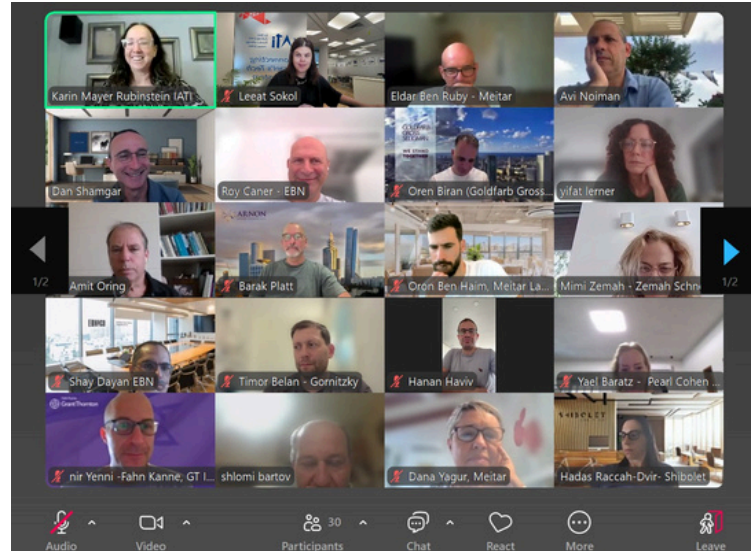 Karin Mayer Rubinstein IATI
Leeat Sokol
Eldar Ben Ruby - Meitar
Avi Noiman
Dan Shamgar
Roy Caner - EBN
Oren Biran (Goldfarb Gross...
yifat lerner
ARNON
Amit Oring
Barak Platt
Oron Ben Haim, Meitar La...
Mimi Zemah - Zemah Schn...
1/2
1/2
Shay Dayan EBN
Timor Belan - Gornitzky
Hanan Haviv
Yael Baratz - Pearl Cohen ...
GrantThornton
SHIBOLET
nir Yenni -Fahn Kanne, GT I...
shlomi bartov
Dana Yagur, Meitar
Hadas Raccah-Dvir- Shibolet
30
Audio
Video
Participants
Chat
React
More
Leave